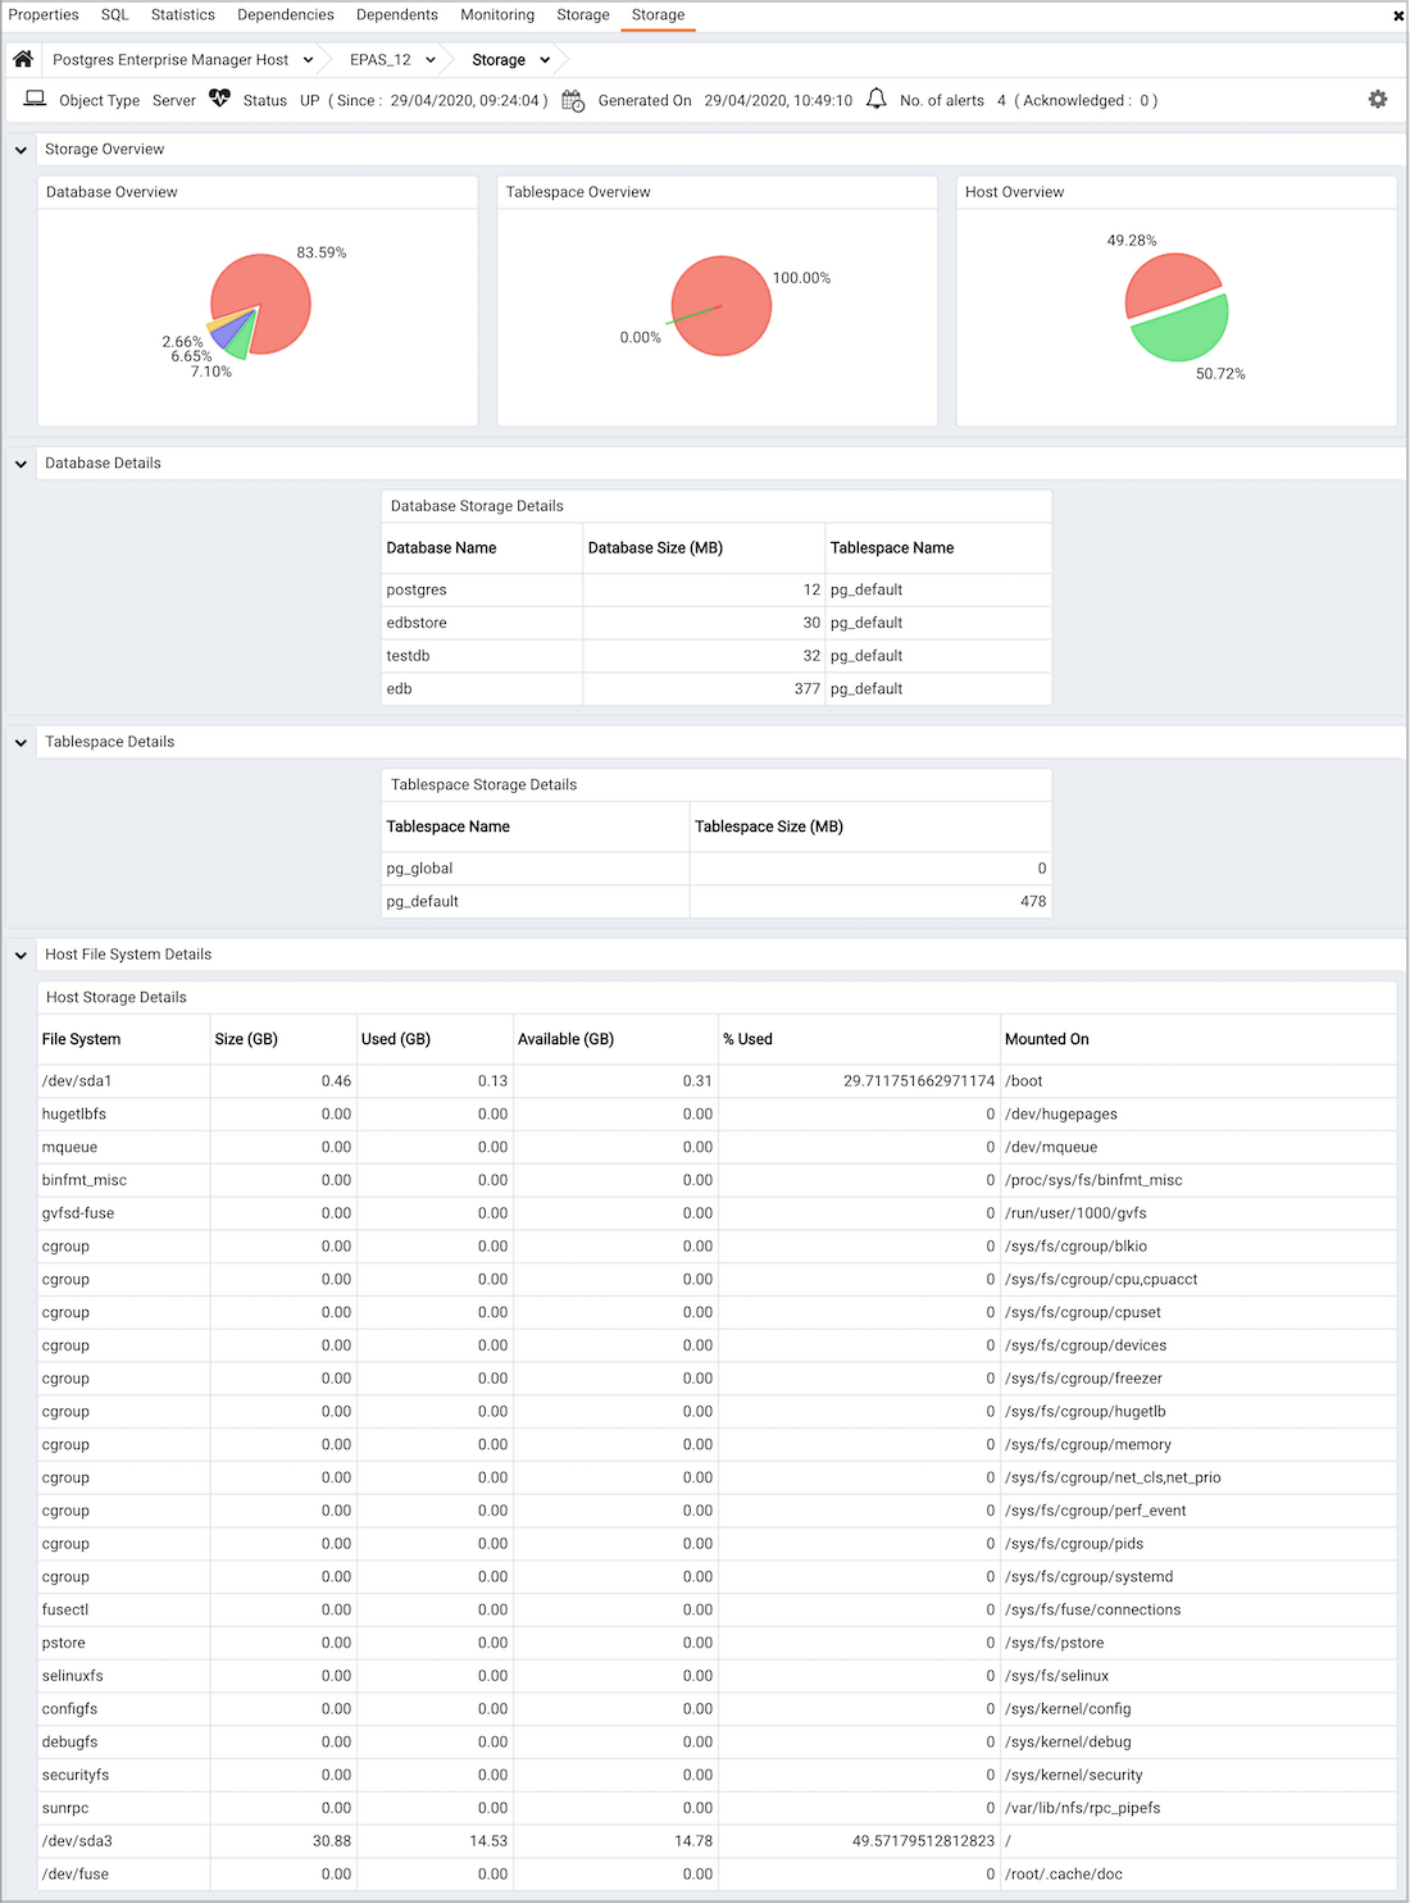 Properties SQL Statistics Dependencies Dependents Monitoring Storage Storage
Postgres Enterprise Manager Host EPAS_12 Storage
Object Type Server Status UP ( Since : 29/04/2020, 09:24:04 ) Generated On 29/04/2020, 10:49:10 No. of alerts 4 ( Acknowledged : 0 )
Storage Overview
Database Overview
83.59%
2.66%
6.65%
7.10%
Tablespace Overview
100.00%
0.00%
Host Overview
49.28%
50.72%
Database Details
Database Storage Details
Database Name Database Size (MB) Tablespace Name
postgres 12 pg_default
edbstore 30 pg_default
testdb 32 pg_default
edb 377 pg_default
Tablespace Details
Tablespace Storage Details
Tablespace Name Tablespace Size (MB)
pg_global 0
pg_default 478
Host File System Details
Host Storage Details
File System Size (GB) Used (GB) Available (GB) % Used Mounted On
/dev/sda1 0.46 0.13 0.31 29.711751662971174 /boot
hugetlbfs 0.00 0.00 0.00 0 /dev/hugepages
mqueue 0.00 0.00 0.00 0 /dev/mqueue
binfmt_misc 0.00 0.00 0.00 0 /proc/sys/fs/binfmt_misc
gvfsd-fuse 0.00 0.00 0.00 0 /run/user/1000/gvfs
cgroup 0.00 0.00 0.00 0 /sys/fs/cgroup/blkio
cgroup 0.00 0.00 0.00 0 /sys/fs/cgroup/cpu,cpuacct
cgroup 0.00 0.00 0.00 0 /sys/fs/cgroup/cpuset
cgroup 0.00 0.00 0.00 0 /sys/fs/cgroup/devices
cgroup 0.00 0.00 0.00 0 /sys/fs/cgroup/freezer
cgroup 0.00 0.00 0.00 0 /sys/fs/cgroup/hugetlb
cgroup 0.00 0.00 0.00 0 /sys/fs/cgroup/memory
cgroup 0.00 0.00 0.00 0 /sys/fs/cgroup/net_cls,net_prio
cgroup 0.00 0.00 0.00 0 /sys/fs/cgroup/perf_event
cgroup 0.00 0.00 0.00 0 /sys/fs/cgroup/pids
cgroup 0.00 0.00 0.00 0 /sys/fs/cgroup/systemd
fusectl 0.00 0.00 0.00 0 /sys/fs/fuse/connections
pstore 0.00 0.00 0.00 0 /sys/fs/pstore
selinuxfs 0.00 0.00 0.00 0 /sys/fs/selinux
configfs 0.00 0.00 0.00 0 /sys/kernel/config
debugfs 0.00 0.00 0.00 0 /sys/kernel/debug
securityfs 0.00 0.00 0.00 0 /sys/kernel/security
sunrpc 0.00 0.00 0.00 0 /var/lib/nfs/rpc_pipefs
/dev/sda3 30.88 14.53 14.78 49.57179512812823 /
/dev/fuse 0.00 0.00 0.00 0 /root/.cache/doc